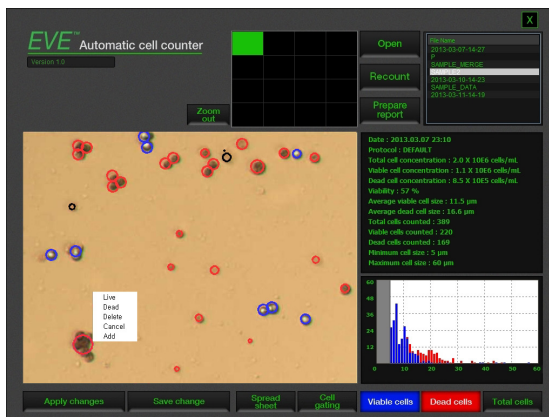 X
EVE™ Automatic cell counter
Version 1.0
Open
Recount
Prepare
report
Zoom
out
File Name
2013-03-07-14-27
P
SAMPLE_MERGE
2013-03-10-14-23
SAMPLE_DATA
2013-03-11-14-19
Date : 2013.03.07 23:10
Protocol : DEFAULT
Total cell concentration : 2.0 X 10E6 cells/mL
Viable cell concentration : 1.1 X 10E6 cells/mL
Dead cell concentration : 8.5 X 10E5 cells/mL
Viability : 57 %
Average viable cell size : 11.5 μm
Average dead cell size : 16.6 μm
Total cells counted : 389
Viable cells counted : 220
Dead cells counted : 169
Minimum cell size : 5 μm
Maximum cell size : 60 μm
Live
Dead
Delete
Cancel
Add
60
48
36
24
12
0 10 20 30 40 50 60
Apply changes
Save change
Spread
sheet
Cell
gating
Viable cells
Dead cells
Total cells